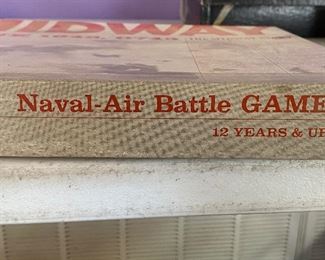 Naval-Air Battle GAME
12 YEARS & UP